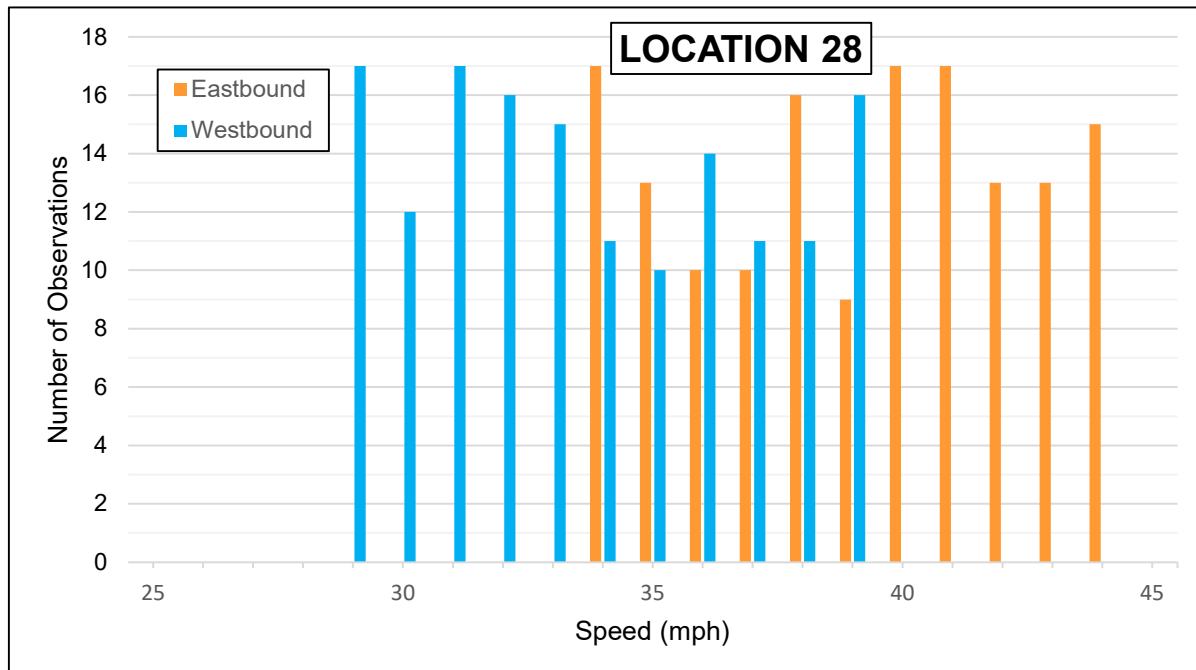 LOCATION 28
Eastbound
Westbound
Number of Observations
18
16
14
12
10
8
6
4
2
0
25 30 35 40 45
Speed (mph)